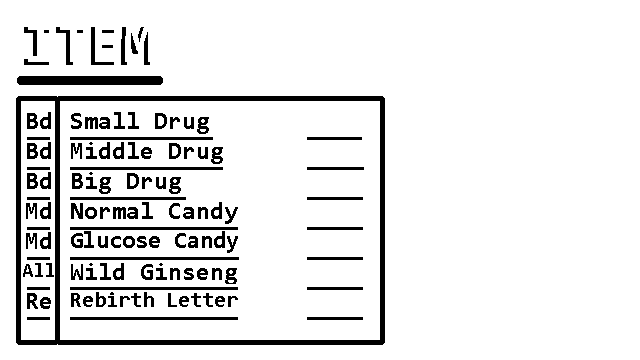 ITEM
Bd Small Drug
Bd Middle Drug
Bd Big Drug
Md Normal Candy
Md Glucose Candy
All Wild Ginseng
Re Rebirth Letter